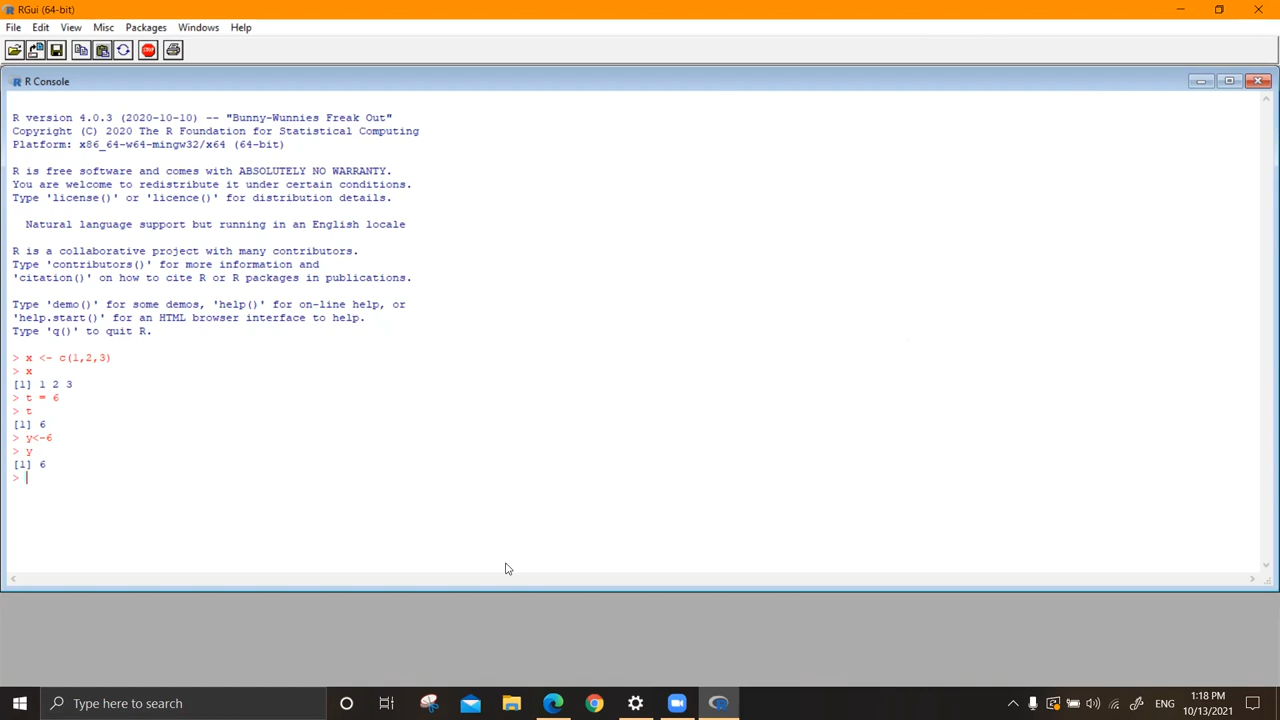 RGui (64-bit)
File Edit View Misc Packages Windows Help
STOP
R Console
R version 4.0.3 (2020-10-10) -- "Bunny-Wunnies Freak Out"
Copyright (C) 2020 The R Foundation for Statistical Computing
Platform: x86_64-w64-mingw32/x64 (64-bit)
R is free software and comes with ABSOLUTELY NO WARRANTY.
You are welcome to redistribute it under certain conditions.
Type 'license()' or 'licence()' for distribution details.
Natural language support but running in an English locale
R is a collaborative project with many contributors.
Type 'contributors()' for more information and
'citation()' on how to cite R or R packages in publications.
Type 'demo()' for some demos, 'help()' for on-line help, or
'help.start()' for an HTML browser interface to help.
Type 'q()' to quit R.
> x <- c(1,2,3)
> x
[1] 1 2 3
> t = 6
> t
[1] 6
> y<-6
> y
[1] 6
>
Type here to search
ENG
1:18 PM
10/13/2021